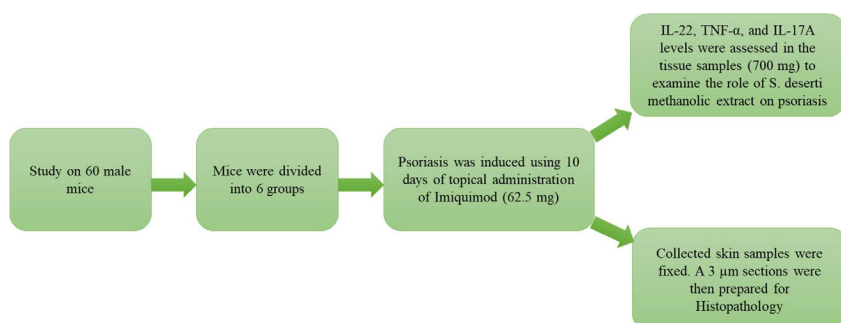 Study on 60 male
mice
Mice were divided
into 6 groups
Psoriasis was induced using 10
days of topical administration
of Imiquimod (62.5 mg)
IL-22, TNF-α, and IL-17A
levels were assessed in the
tissue samples (700 mg) to
examine the role of S. deserti
methanolic extract on psoriasis
Collected skin samples were
fixed. A 3 µm sections were
then prepared for
Histopathology